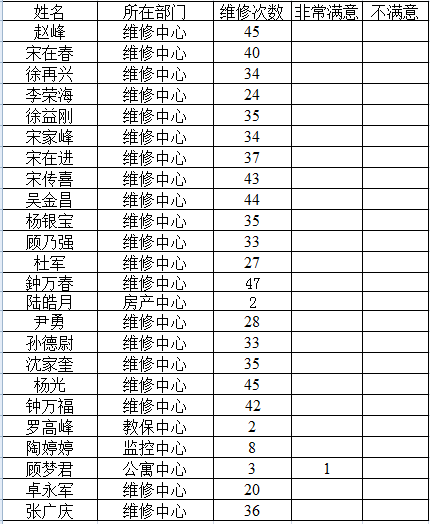 姓名 所在部门 维修次数 非常满意 不满意
赵峰 维修中心 45
宋在春 维修中心 40
徐再兴 维修中心 34
李荣海 维修中心 24
徐益刚 维修中心 35
宋家峰 维修中心 34
宋在进 维修中心 37
宋传喜 维修中心 43
吴金昌 维修中心 44
杨银宝 维修中心 35
顾乃强 维修中心 33
杜军 维修中心 27
鈡万春 维修中心 47
陆皓月 房产中心 2
尹勇 维修中心 28
孙德尉 维修中心 33
沈家奎 维修中心 35
杨光 维修中心 45
钟万福 维修中心 42
罗高峰 教保中心 2
陶婷婷 监控中心 8
顾梦君 公寓中心 3 1
卓永军 维修中心 20
张广庆 维修中心 36